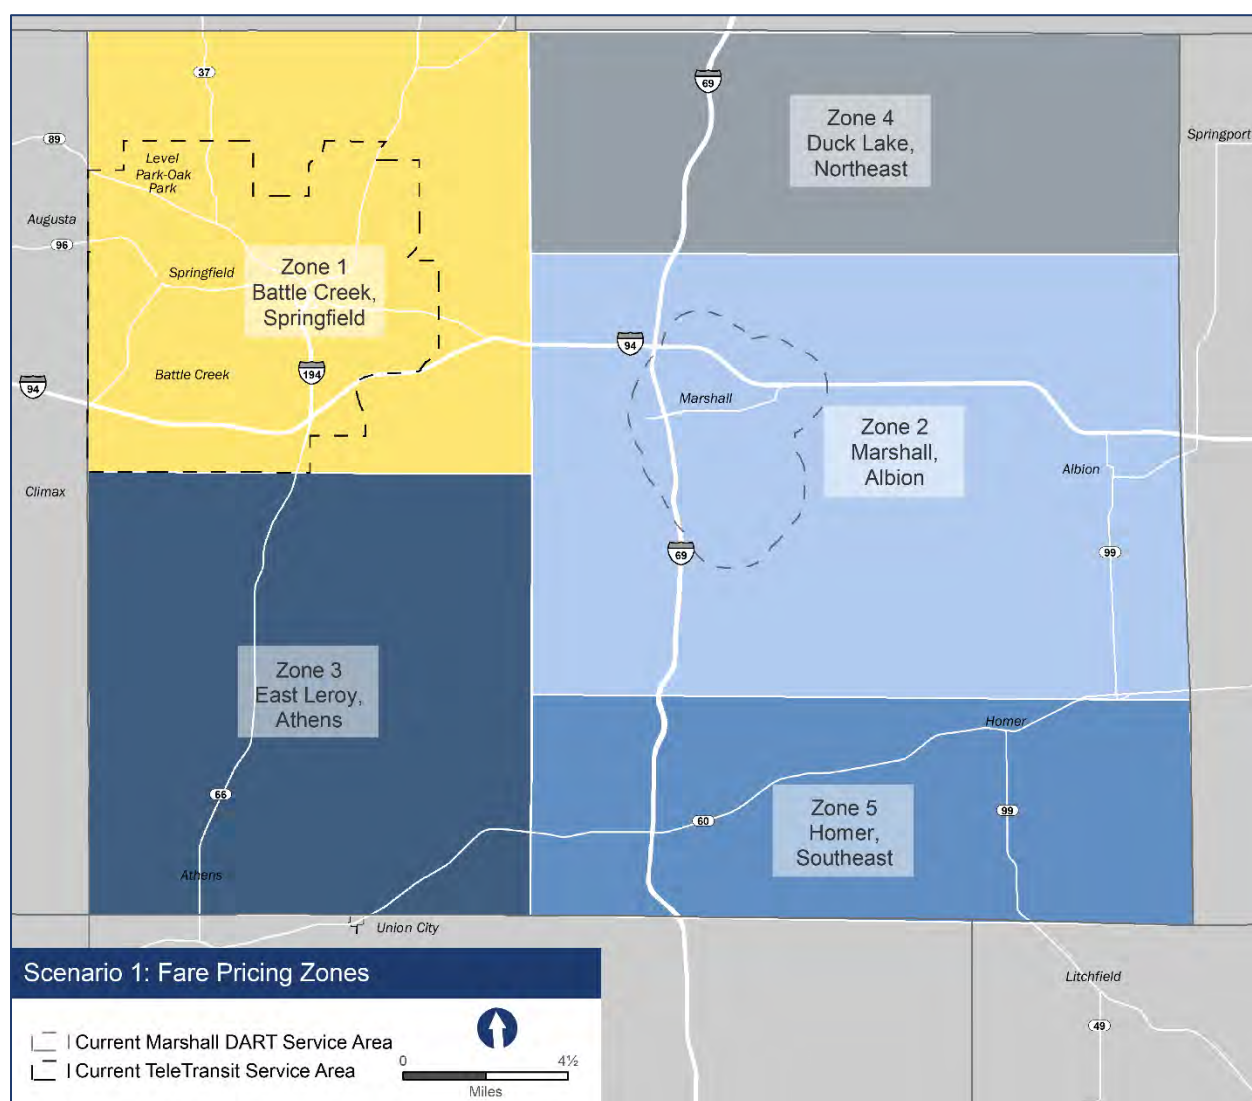 37
69
Zone 4
Duck Lake,
Northeast
Springport
89
Level
Park-Oak
Park
Augusta
96
Springfield
Zone 1
Battle Creek,
Springfield
94
Battle Creek
194
94
Marshall
Zone 2
Marshall,
Albion
Albion
Climax
99
69
Zone 3
East Leroy,
Athens
Homer
66
60
99
Zone 5
Homer,
Southeast
Athens
Union City
Scenario 1: Fare Pricing Zones
Litchfield
49
Current Marshall DART Service Area
Current TeleTransit Service Area
0 4½
Miles